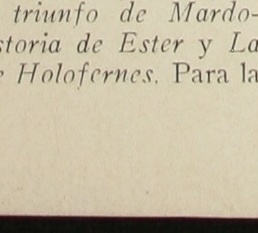 triunfo de Mardo-
storia de Ester y La
Holofernes. Para la